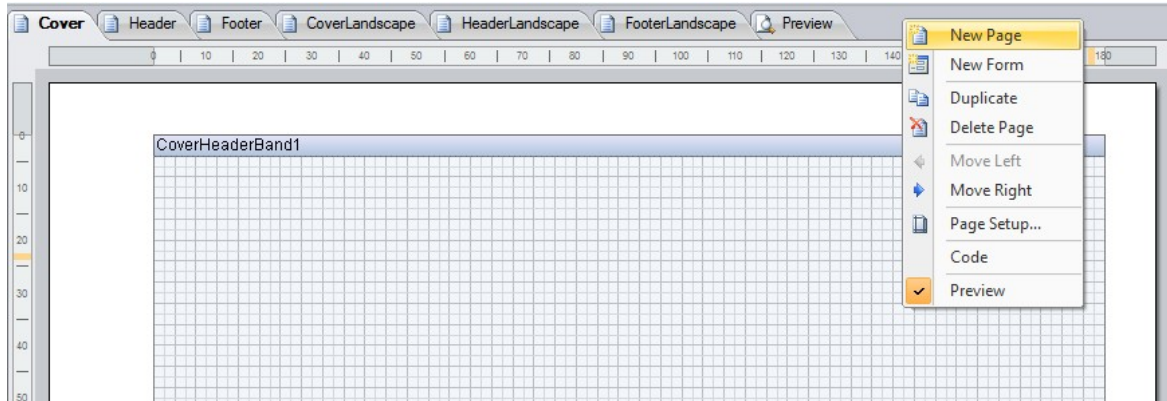 Cover Header Footer CoverLandscape HeaderLandscape FooterLandscape Preview
0 10 20 30 40 50 60 70 80 90 100 110 120 130 140 180
New Page
New Form
Duplicate
Delete Page
Move Left
Move Right
Page Setup...
Code
Preview
CoverHeaderBand1
0
10
20
30
40
50